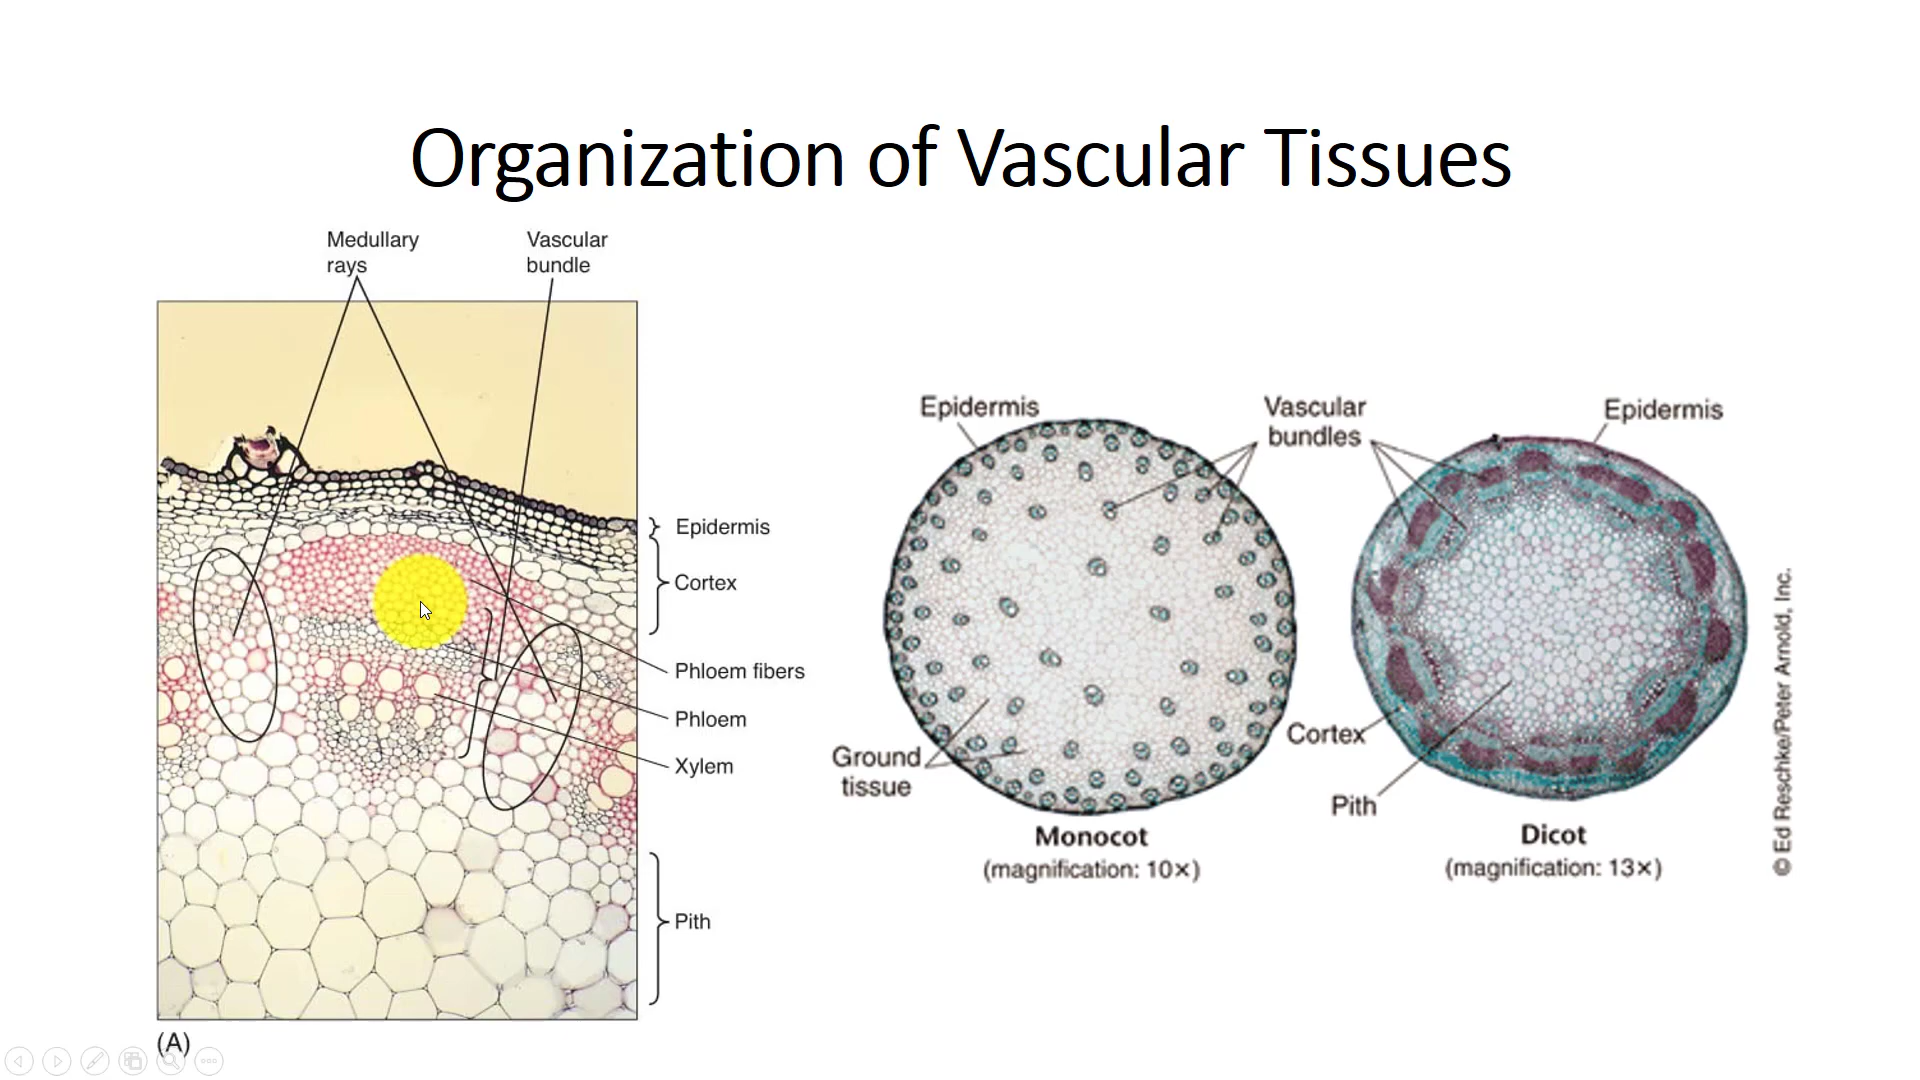 Organization of Vascular Tissues
Medullary
rays
Vascular
bundle
Epidermis
Cortex
Phloem fibers
Phloem
Xylem
Pith
(A)
Epidermis
Vascular
bundles
Epidermis
Ground
tissue
Cortex
Pith
Monocot
(magnification: 10×)
Dicot
(magnification: 13×)
© Ed Reschke/Peter Arnold, Inc.